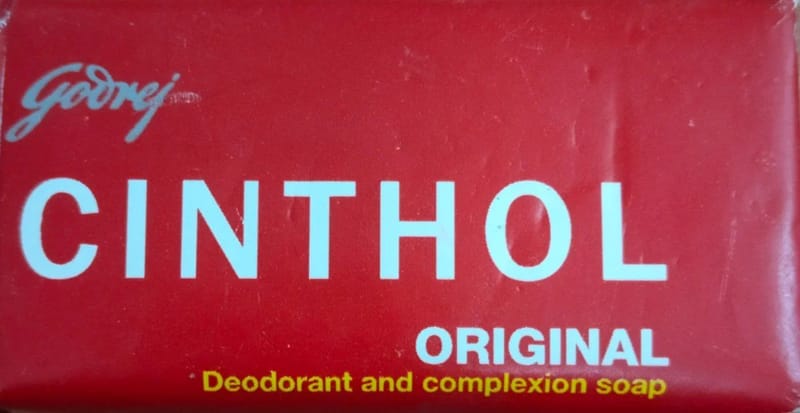 Godrej
CINTHOL
ORIGINAL
Deodorant and complexion soap